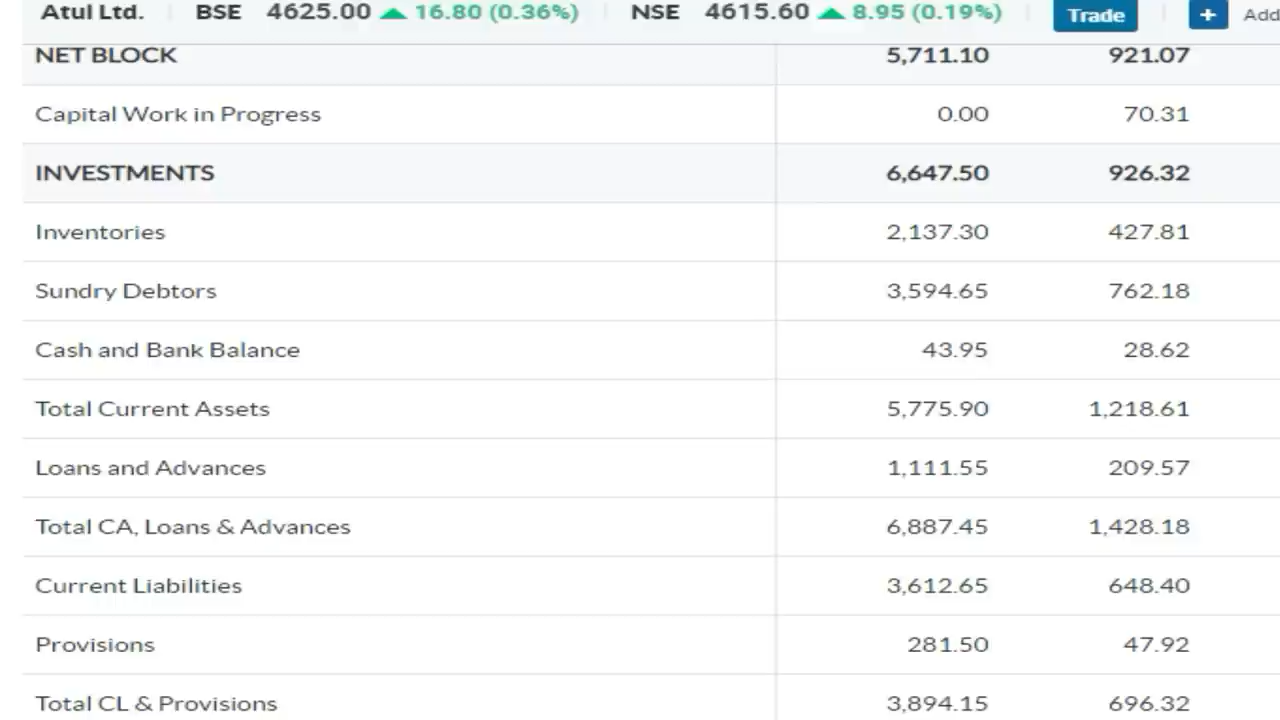 Atul Ltd. BSE 4625.00 16.80 (0.36%) NSE 4615.60 8.95 (0.19%) Trade + Add
NET BLOCK 5,711.10 921.07
Capital Work in Progress 0.00 70.31
INVESTMENTS 6,647.50 926.32
Inventories 2,137.30 427.81
Sundry Debtors 3,594.65 762.18
Cash and Bank Balance 43.95 28.62
Total Current Assets 5,775.90 1,218.61
Loans and Advances 1,111.55 209.57
Total CA, Loans & Advances 6,887.45 1,428.18
Current Liabilities 3,612.65 648.40
Provisions 281.50 47.92
Total CL & Provisions 3,894.15 696.32